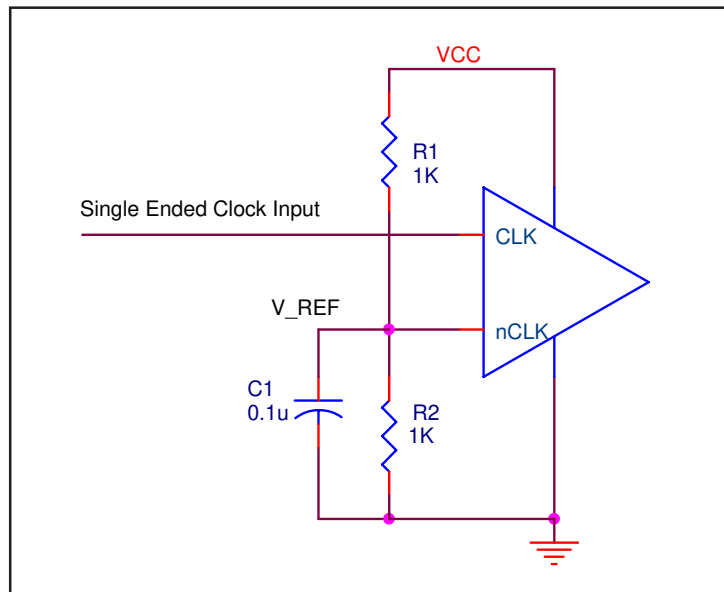 VCC
R1
1K
Single Ended Clock Input
CLK
V_REF
nCLK
C1
0.1u
R2
1K